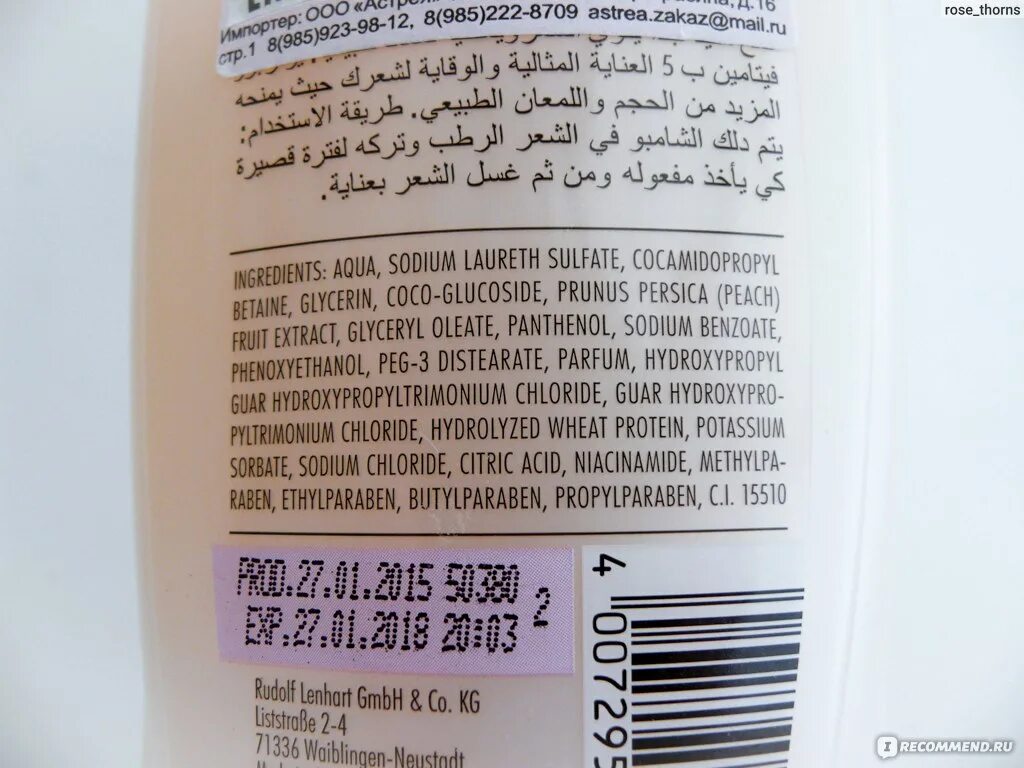 rose_thorns
д.16
Импортер: ООО
стр.1 8(985)923-98-12, 8(985)222-8709 astrea.zakaz@mail.ru
فيتامين ب 5 العناية المثالية والوقاية لشعرك حيث يمنحه
المزيد من الحجم واللمعان الطبيعي. طريقة الاستخدام:
يتم دلك الشامبو في الشعر الرطب وتركه لفترة قصيرة
كي يأخذ مفعوله ومن ثم غسل الشعر بعناية.
INGREDIENTS: AQUA, SODIUM LAURETH SULFATE, COCAMIDOPROPYL
BETAINE, GLYCERIN, COCO-GLUCOSIDE, PRUNUS PERSICA (PEACH)
FRUIT EXTRACT, GLYCERYL OLEATE, PANTHENOL, SODIUM BENZOATE,
PHENOXYETHANOL, PEG-3 DISTEARATE, PARFUM, HYDROXYPROPYL
GUAR HYDROXYPROPYLTRIMONIUM CHLORIDE, GUAR HYDROXYPRO-
PYLTRIMONIUM CHLORIDE, HYDROLYZED WHEAT PROTEIN, POTASSIUM
SORBATE, SODIUM CHLORIDE, CITRIC ACID, NIACINAMIDE, METHYLPA-
RABEN, ETHYLPARABEN, BUTYLPARABEN, PROPYLPARABEN, C.I. 15510
PROD.27.01.2015 50380 2
EXP.27.01.2018 20:03
4 007295
Rudolf Lenhart GmbH & Co. KG
Liststraße 2-4
71336 Waiblingen-Neustadt
IRECOMMEND.RU